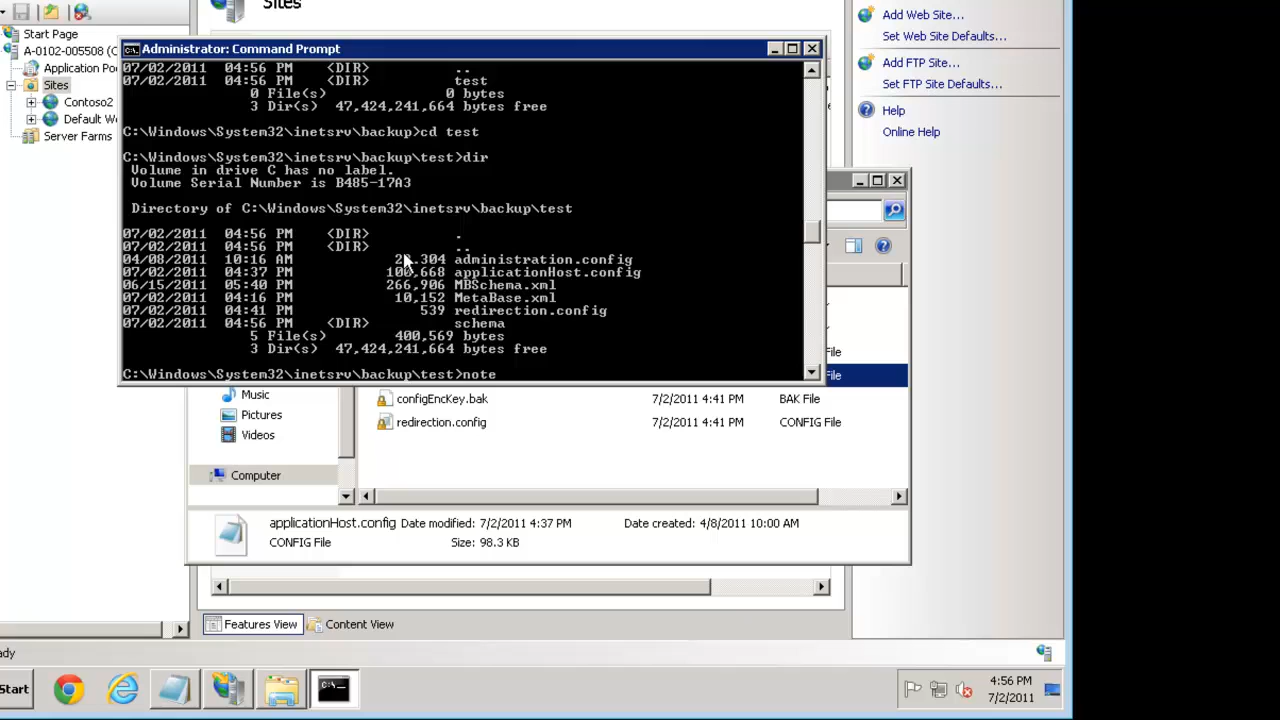 Sites
Add Web Site...
Set Web Site Defaults...
Start Page
A-0102-005508 (C
Administrator: Command Prompt
Add FTP Site...
Set FTP Site Defaults...
Application Poo
Sites
Contoso2
Default We
Server Farms
Help
Online Help
07/02/2011 04:56 PM <DIR> ..
07/02/2011 04:56 PM <DIR> test
0 File(s) 0 bytes
3 Dir(s) 47,424,241,664 bytes free
C:\Windows\System32\inetsrv\backup>cd test
C:\Windows\System32\inetsrv\backup\test>dir
Volume in drive C has no label.
Volume Serial Number is B485-17A3
Directory of C:\Windows\System32\inetsrv\backup\test
07/02/2011 04:56 PM <DIR> .
07/02/2011 04:56 PM <DIR> ..
04/08/2011 10:16 AM administration.config
07/02/2011 04:37 PM 100,668 applicationHost.config
06/15/2011 05:40 PM 266,906 MBSchema.xml
07/02/2011 04:16 PM 10,152 MetaBase.xml
07/02/2011 04:41 PM 539 redirection.config
07/02/2011 04:56 PM <DIR> schema
5 File(s) 400,569 bytes
3 Dir(s) 47,424,241,664 bytes free
C:\Windows\System32\inetsrv\backup\test>note
File
File
Music
configEncKey.bak 7/2/2011 4:41 PM BAK File
Pictures
redirection.config 7/2/2011 4:41 PM CONFIG File
Videos
Computer
applicationHost.config Date modified: 7/2/2011 4:37 PM Date created: 4/8/2011 10:00 AM
CONFIG File Size: 98.3 KB
Features View
Content View
ady
Start
4:56 PM
7/2/2011